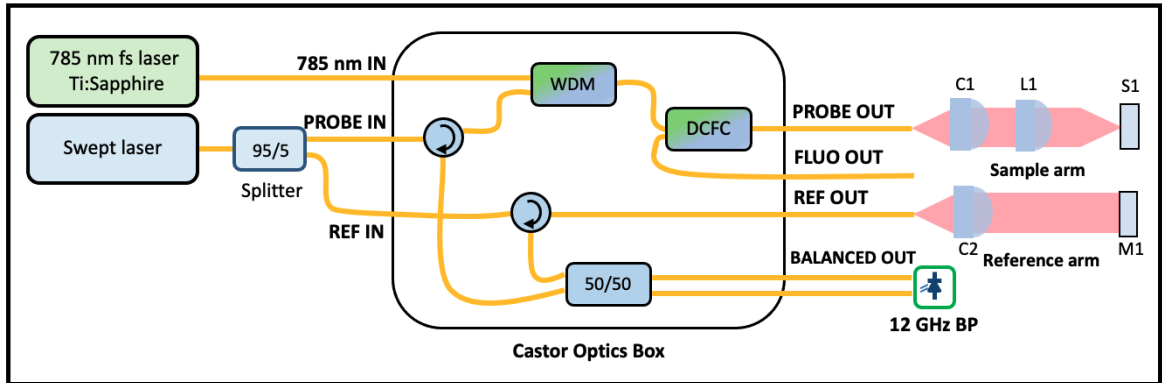 785 nm fs laser
Ti:Sapphire
Swept laser
95/5
Splitter
785 nm IN
PROBE IN
REF IN
WDM
DCFC
50/50
Castor Optics Box
PROBE OUT
FLUO OUT
REF OUT
BALANCED OUT
12 GHz BP
C1
L1
S1
Sample arm
C2
Reference arm
M1